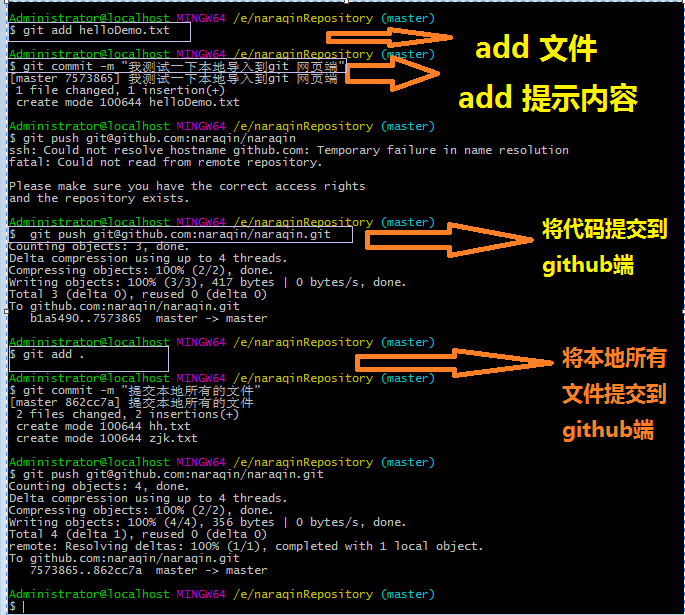 Administrator@localhost MINGW64 /e/naraqinRepository (master)
$ git add helloDemo.txt
add 文件
Administrator@localhost MINGW64 /e/naraqinRepository (master)
$ git commit -m "我测试一下本地导入到git 网页端"
[master 7573865] 我测试一下本地导入到git 网页端
1 file changed, 1 insertion(+)
create mode 100644 helloDemo.txt
add 提示内容
Administrator@localhost MINGW64 /e/naraqinRepository (master)
$ git push git@github.com:naraqin/naraqin
ssh: Could not resolve hostname github.com: Temporary failure in name resolution
fatal: Could not read from remote repository.
Please make sure you have the correct access rights
and the repository exists.
Administrator@localhost MINGW64 /e/naraqinRepository (master)
$  git push git@github.com:naraqin/naraqin.git
Counting objects: 3, done.
Delta compression using up to 4 threads.
Compressing objects: 100% (2/2), done.
Writing objects: 100% (3/3), 417 bytes | 0 bytes/s, done.
Total 3 (delta 0), reused 0 (delta 0)
To github.com:naraqin/naraqin.git
b1a5490..7573865  master -> master
将代码提交到
github端
Administrator@localhost MINGW64 /e/naraqinRepository (master)
$ git add .
将本地所有
文件提交到
github端
Administrator@localhost MINGW64 /e/naraqinRepository (master)
$ git commit -m "提交本地所有的文件"
[master 862cc7a] 提交本地所有的文件
2 files changed, 2 insertions(+)
create mode 100644 hh.txt
create mode 100644 zjk.txt
Administrator@localhost MINGW64 /e/naraqinRepository (master)
$ git push git@github.com:naraqin/naraqin.git
Counting objects: 4, done.
Delta compression using up to 4 threads.
Compressing objects: 100% (2/2), done.
Writing objects: 100% (4/4), 356 bytes | 0 bytes/s, done.
Total 4 (delta 1), reused 0 (delta 0)
remote: Resolving deltas: 100% (1/1), completed with 1 local object.
To github.com:naraqin/naraqin.git
7573865..862cc7a  master -> master
Administrator@localhost MINGW64 /e/naraqinRepository (master)
$